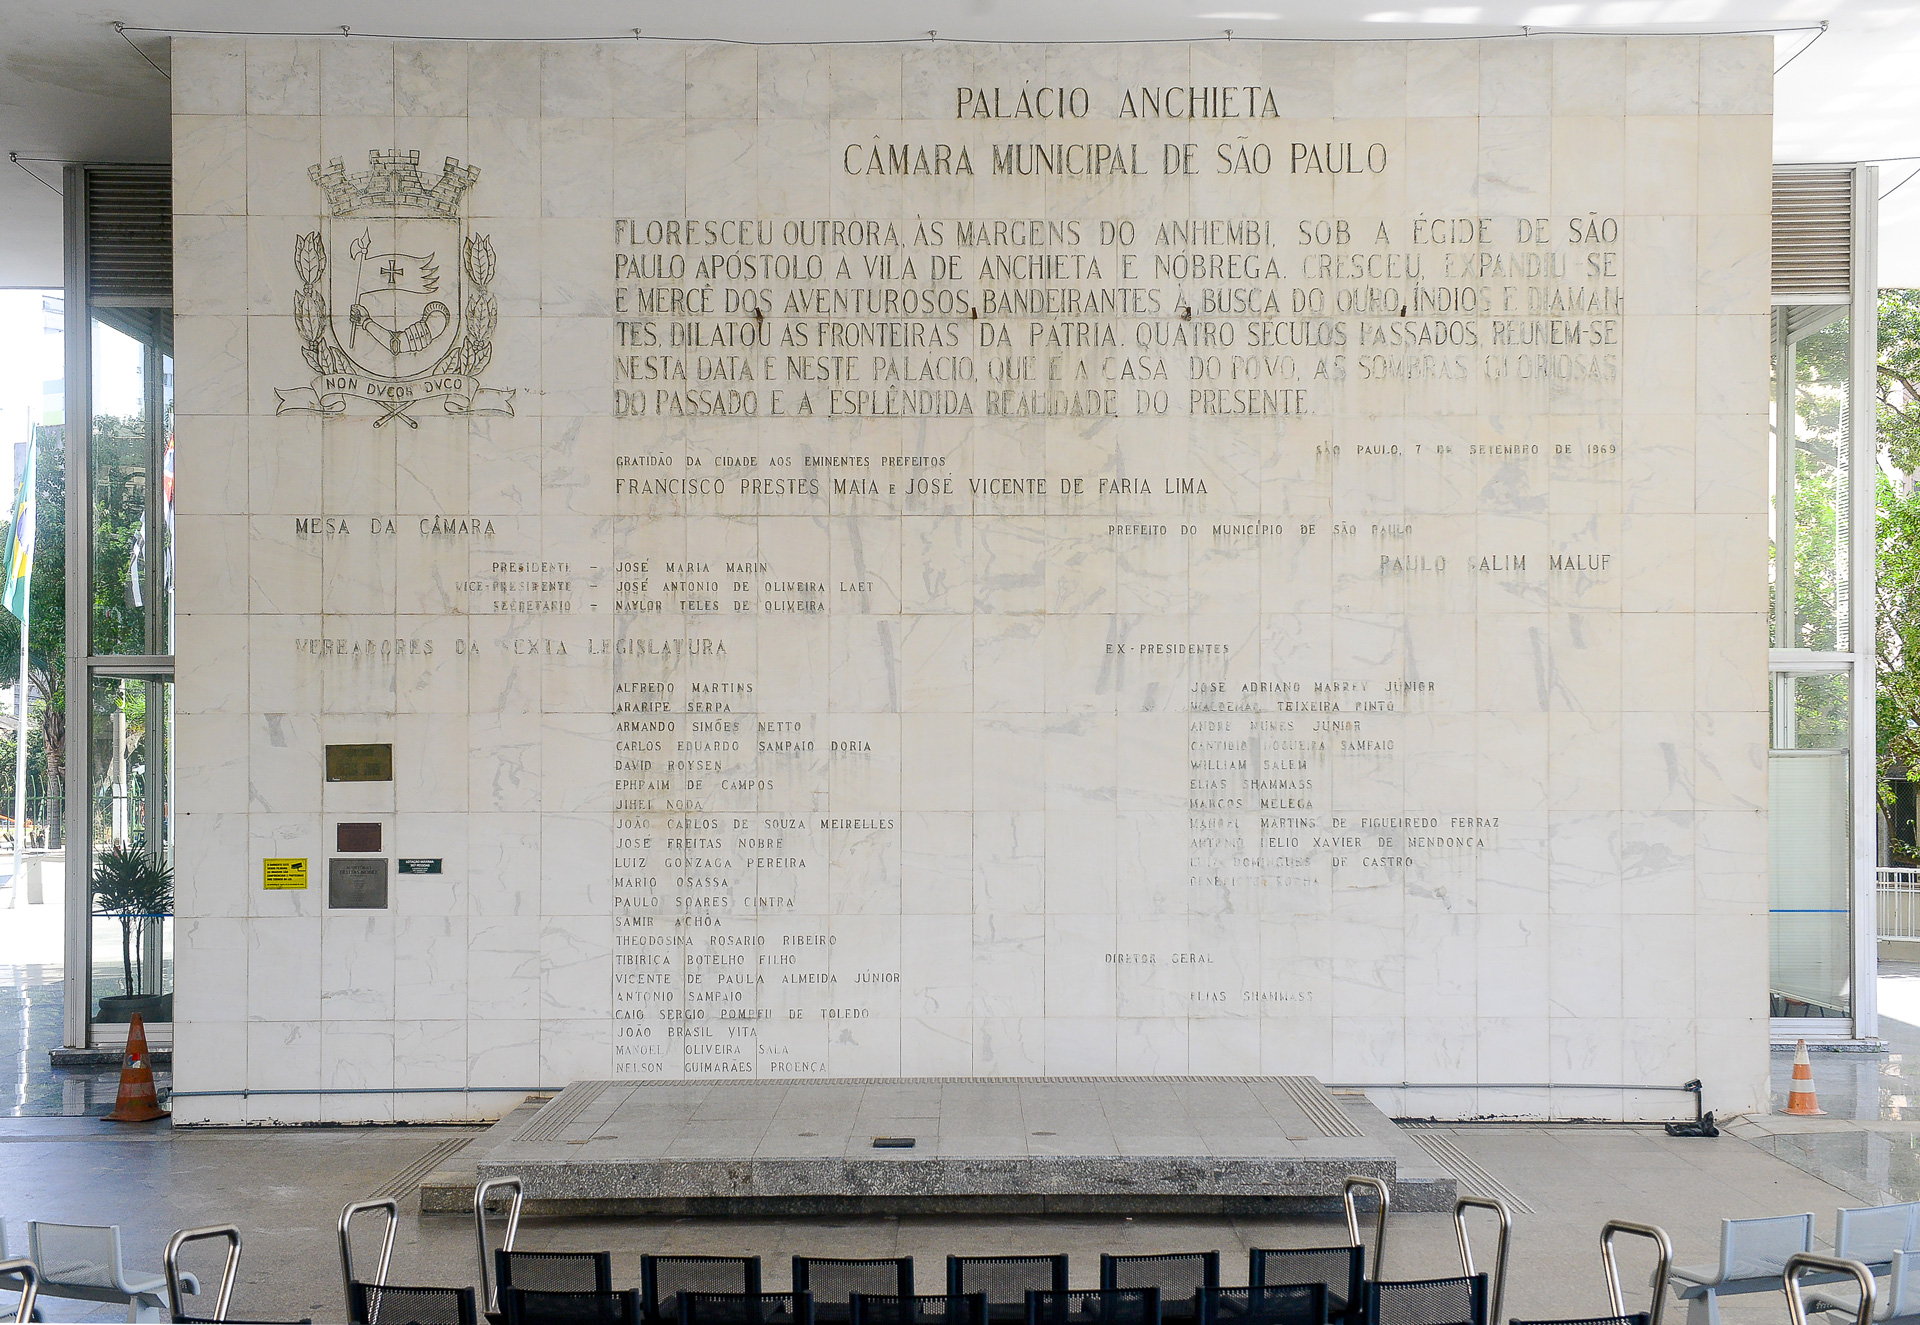 PALÁCIO ANCHIETA
CÂMARA MUNICIPAL DE SÃO PAULO
FLORESCEU OUTRORA, ÀS MARGENS DO ANHEMBI, SOB A ÉGIDE DE SÃO
PAULO APÓSTOLO, A VILA DE ANCHIETA E NÓBREGA. CRESCEU, EXPANDIU-SE
E MERCÊ DOS AVENTUROSOS BANDEIRANTES À BUSCA DO OURO, ÍNDIOS E DIAMAN-
TES, DILATOU AS FRONTEIRAS DA PÁTRIA. QUATRO SÉCULOS PASSADOS, REUNEM-SE
NESTA DATA E NESTE PALÁCIO, QUE É A CASA DO POVO, AS SOMBRAS GLORIOSAS
DO PASSADO E A ESPLÊNDIDA REALIDADE DO PRESENTE.
NON DVCOR DVCO
SÃO PAULO, 7 DE SETEMBRO DE 1969
GRATIDÃO DA CIDADE AOS EMINENTES PREFEITOS
FRANCISCO PRESTES MAIA E JOSÉ VICENTE DE FARIA LIMA
MESA DA CÂMARA
PRESIDENTE – JOSÉ MARIA MARIN
VICE-PRESIDENTE – JOSÉ ANTONIO DE OLIVEIRA LAET
SECRETARIO – NAYLOR TELES DE OLIVEIRA
PREFEITO DO MUNICÍPIO DE SÃO PAULO
PAULO SALIM MALUF
VEREADORES DA SEXTA LEGISLATURA
ALFREDO MARTINS
ARARIPE SERPA
ARMANDO SIMÕES NETTO
CARLOS EDUARDO SAMPAIO DORIA
DAVID ROYSEN
EPHRAIM DE CAMPOS
JIHEI NODA
JOÃO CARLOS DE SOUZA MEIRELLES
JOSÉ FREITAS NOBRE
LUIZ GONZAGA PEREIRA
MARIO OSASSA
PAULO SOARES CINTRA
SAMIR ACHÔA
THEODOSINA ROSARIO RIBEIRO
TIBIRIÇA BOTELHO FILHO
VICENTE DE PAULA ALMEIDA JÚNIOR
ANTONIO SAMPAIO
CAIO SERGIO POMPEU DE TOLEDO
JOÃO BRASIL VITA
MANOEL OLIVEIRA SALA
NELSON GUIMARÃES PROENÇA
EX-PRESIDENTES
JOSÉ ADRIANO MARREY JÚNIOR
WALDEMAR TEIXEIRA PINTO
ANDRÉ NUNES JÚNIOR
CANTIDIO NOGUEIRA SAMPAIO
WILLIAM SALEM
ELIAS SHAMMASS
MARCOS MELEGA
MANOEL MARTINS DE FIGUEIREDO FERRAZ
ANTONIO HELIO XAVIER DE MENDONÇA
LUIZ DOMINGUES DE CASTRO
BENEDICTO ROCHA
DIRETOR GERAL
ELIAS SHAMMASS